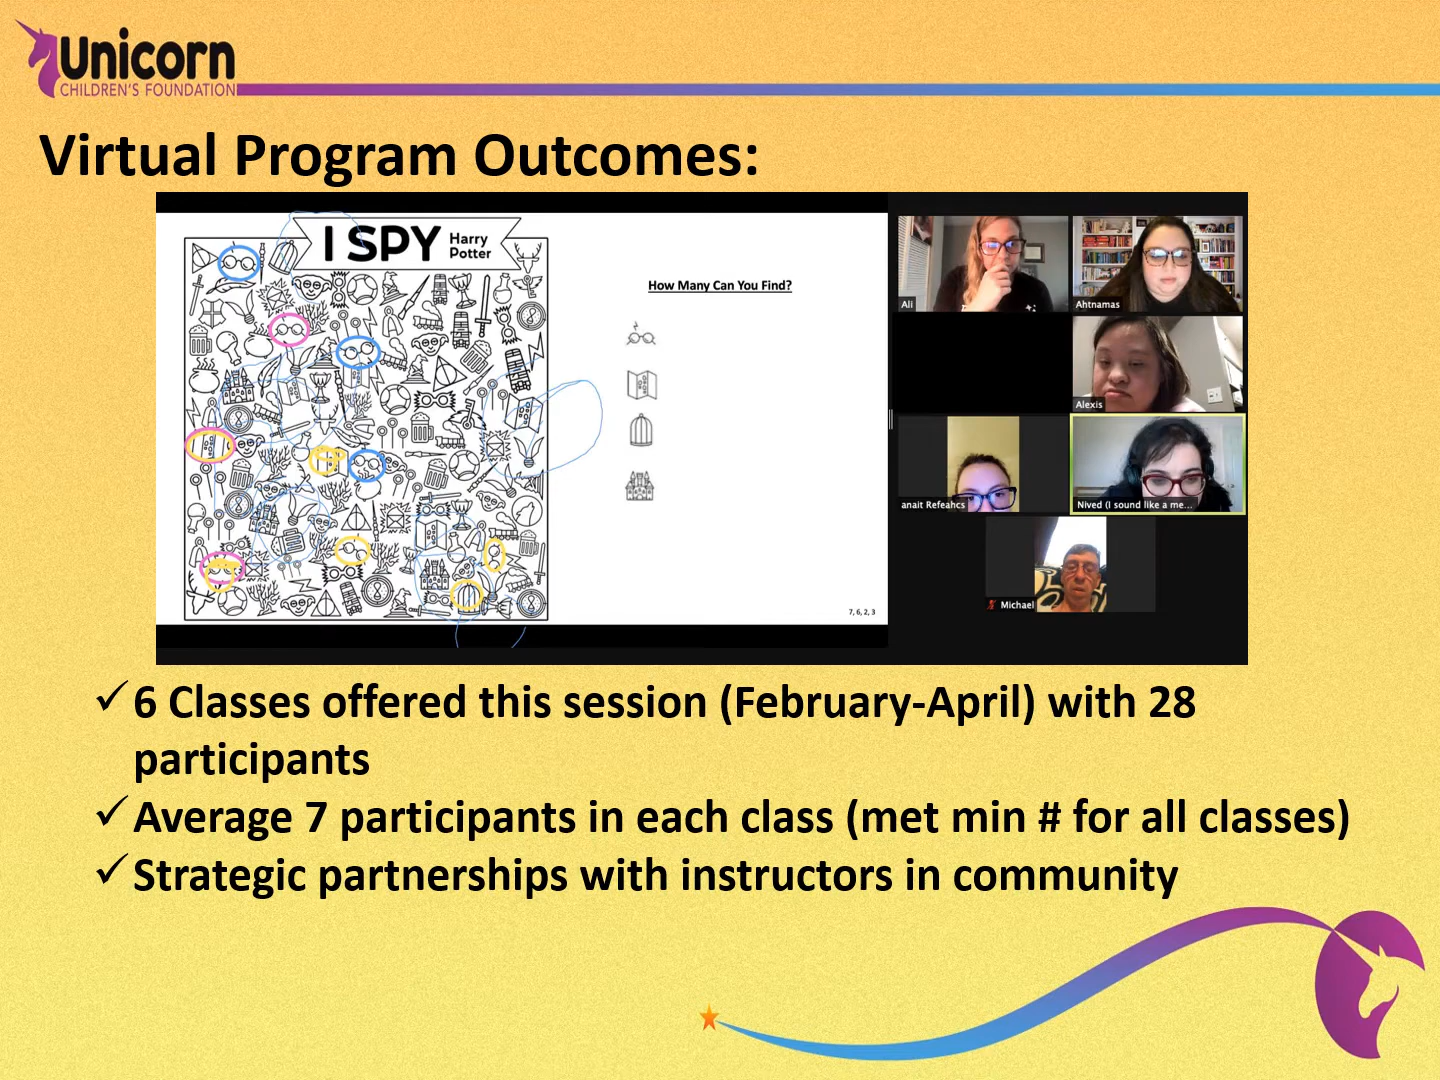 Unicorn
CHILDREN'S FOUNDATION
Virtual Program Outcomes:
I SPY Harry
Potter
How Many Can You Find?
7, 6, 2, 3
Ali
Ahtnamas
Alexis
anait Refeahcs
Nived (I sound like a me...
Michael
✓ 6 Classes offered this session (February-April) with 28
participants
✓ Average 7 participants in each class (met min # for all classes)
✓ Strategic partnerships with instructors in community